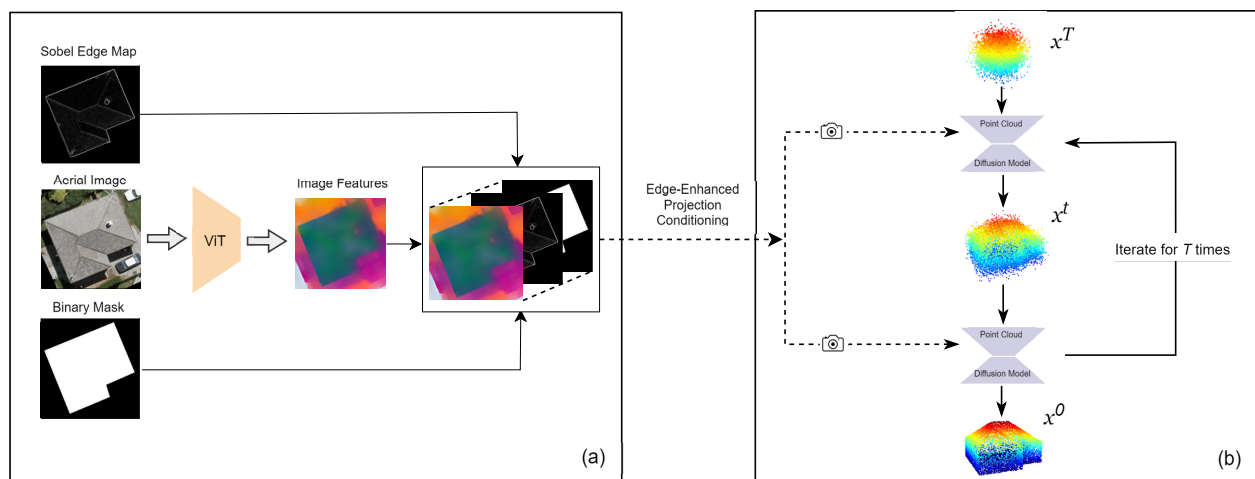 Sobel Edge Map
Aerial Image
ViT
Image Features
Binary Mask
(a)
Edge-Enhanced
Projection
Conditioning
x^T
Point Cloud
Diffusion Model
x^t
Iterate for T times
Point Cloud
Diffusion Model
x^0
(b)